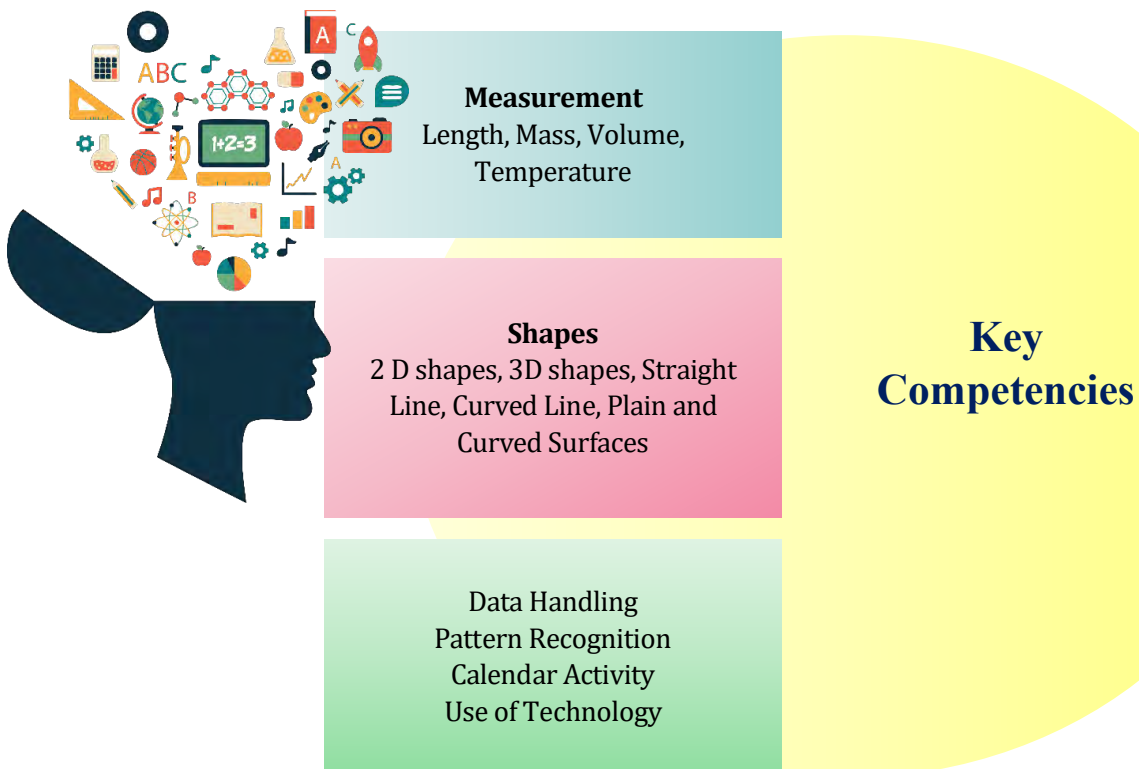 A
C
ABC
1+2=3
A
B
Measurement
Length, Mass, Volume,
Temperature
Shapes
2 D shapes, 3D shapes, Straight
Line, Curved Line, Plain and
Curved Surfaces
Data Handling
Pattern Recognition
Calendar Activity
Use of Technology
Key
Competencies